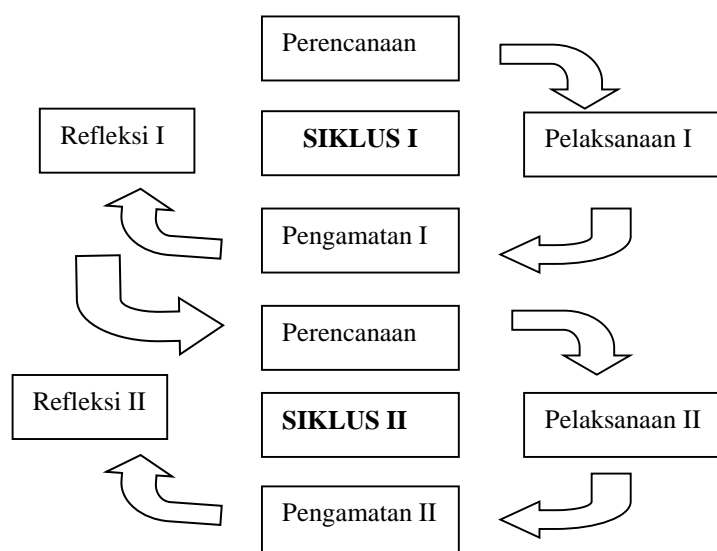 Perencanaan
Refleksi I
SIKLUS I
Pelaksanaan I
Pengamatan I
Perencanaan
Refleksi II
SIKLUS II
Pelaksanaan II
Pengamatan II